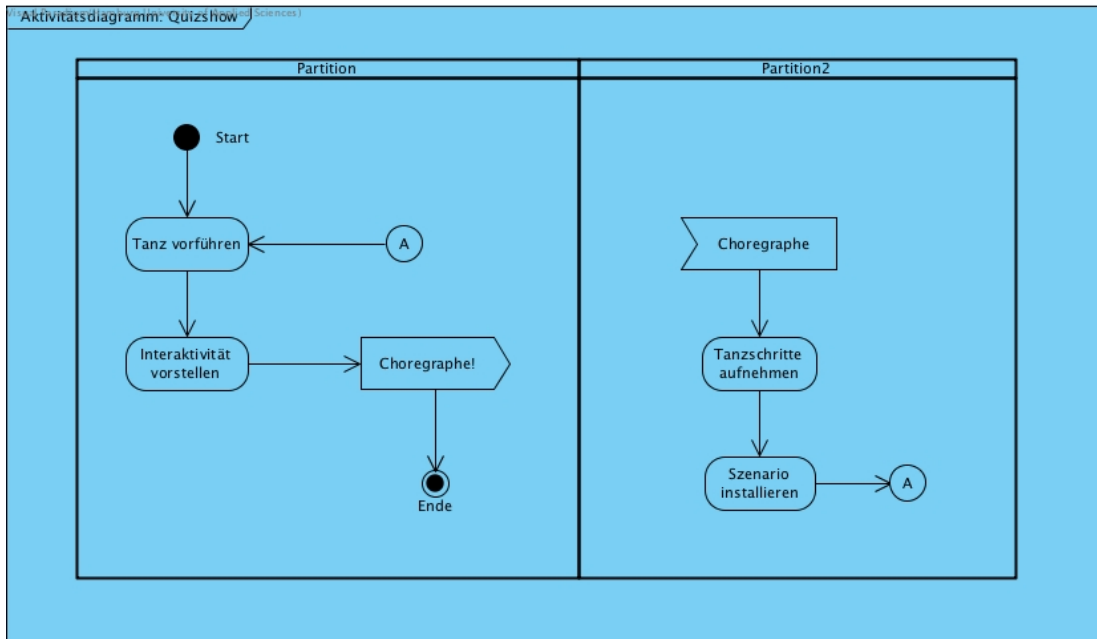 Aktivitätsdiagramm: Quizshow
Partition
Partition2
Start
Tanz vorführen
A
Choregraphe
Interaktivität
vorstellen
Choregraphe!
Tanzschritte
aufnehmen
Szenario
installieren
A
Ende